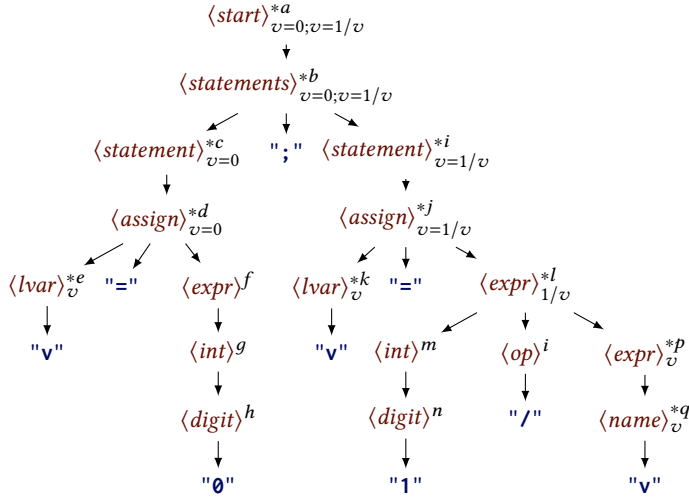 ⟨start⟩*a v=0;v=1/v
⟨statements⟩*b v=0;v=1/v
⟨statement⟩*c v=0 ";" ⟨statement⟩*i v=1/v
⟨assign⟩*d v=0 ⟨assign⟩*j v=1/v
⟨lvar⟩*e v "=" ⟨expr⟩f ⟨lvar⟩*k v "=" ⟨expr⟩*l 1/v
"v" ⟨int⟩g "v" ⟨int⟩m ⟨op⟩i ⟨expr⟩*p v
⟨digit⟩h ⟨digit⟩n "/" ⟨name⟩*q v
"0" "1" "v"